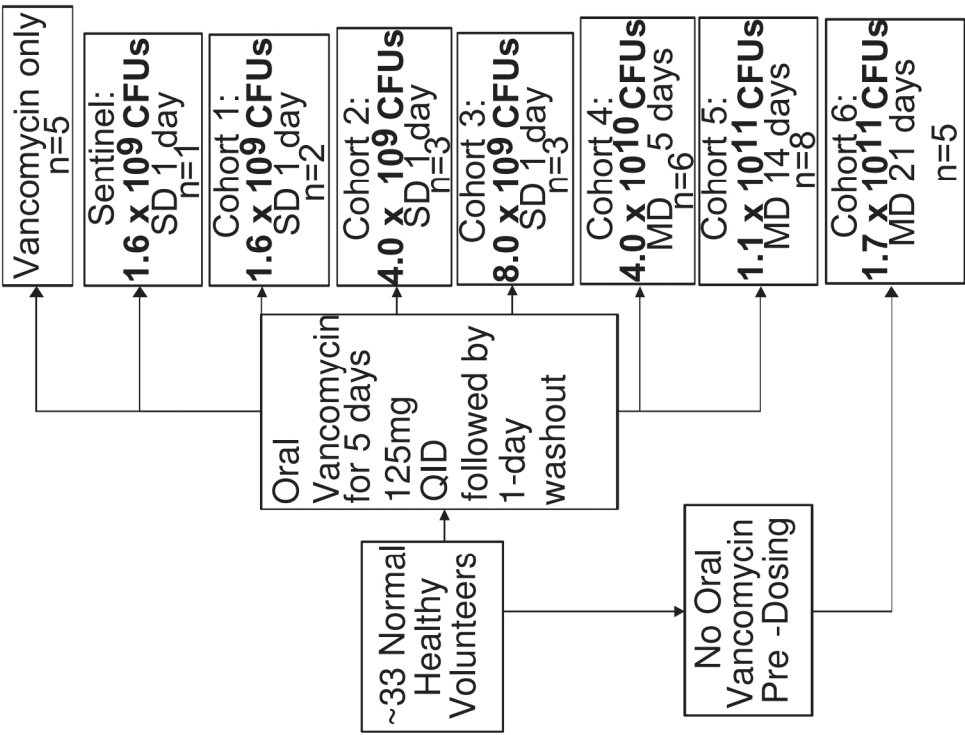 ~33 Normal
Healthy
Volunteers
Oral
Vancomycin
for 5 days
125mg
QID
followed by
1-day
washout
No Oral
Vancomycin
Pre -Dosing
Vancomycin only
n=5
Sentinel:
1.6 x 10⁹ CFUs
SD 1 day
n=1
Cohort 1:
1.6 x 10⁹ CFUs
SD 1 day
n=2
Cohort 2:
4.0 x 10⁹ CFUs
SD 1 day
n=3
Cohort 3:
8.0 x 10⁹ CFUs
SD 1 day
n=3
Cohort 4:
4.0 x 10¹⁰ CFUs
MD 5 days
n=6
Cohort 5:
1.1 x 10¹¹ CFUs
MD 14 days
n=8
Cohort 6:
1.7 x 10¹¹ CFUs
MD 21 days
n=5